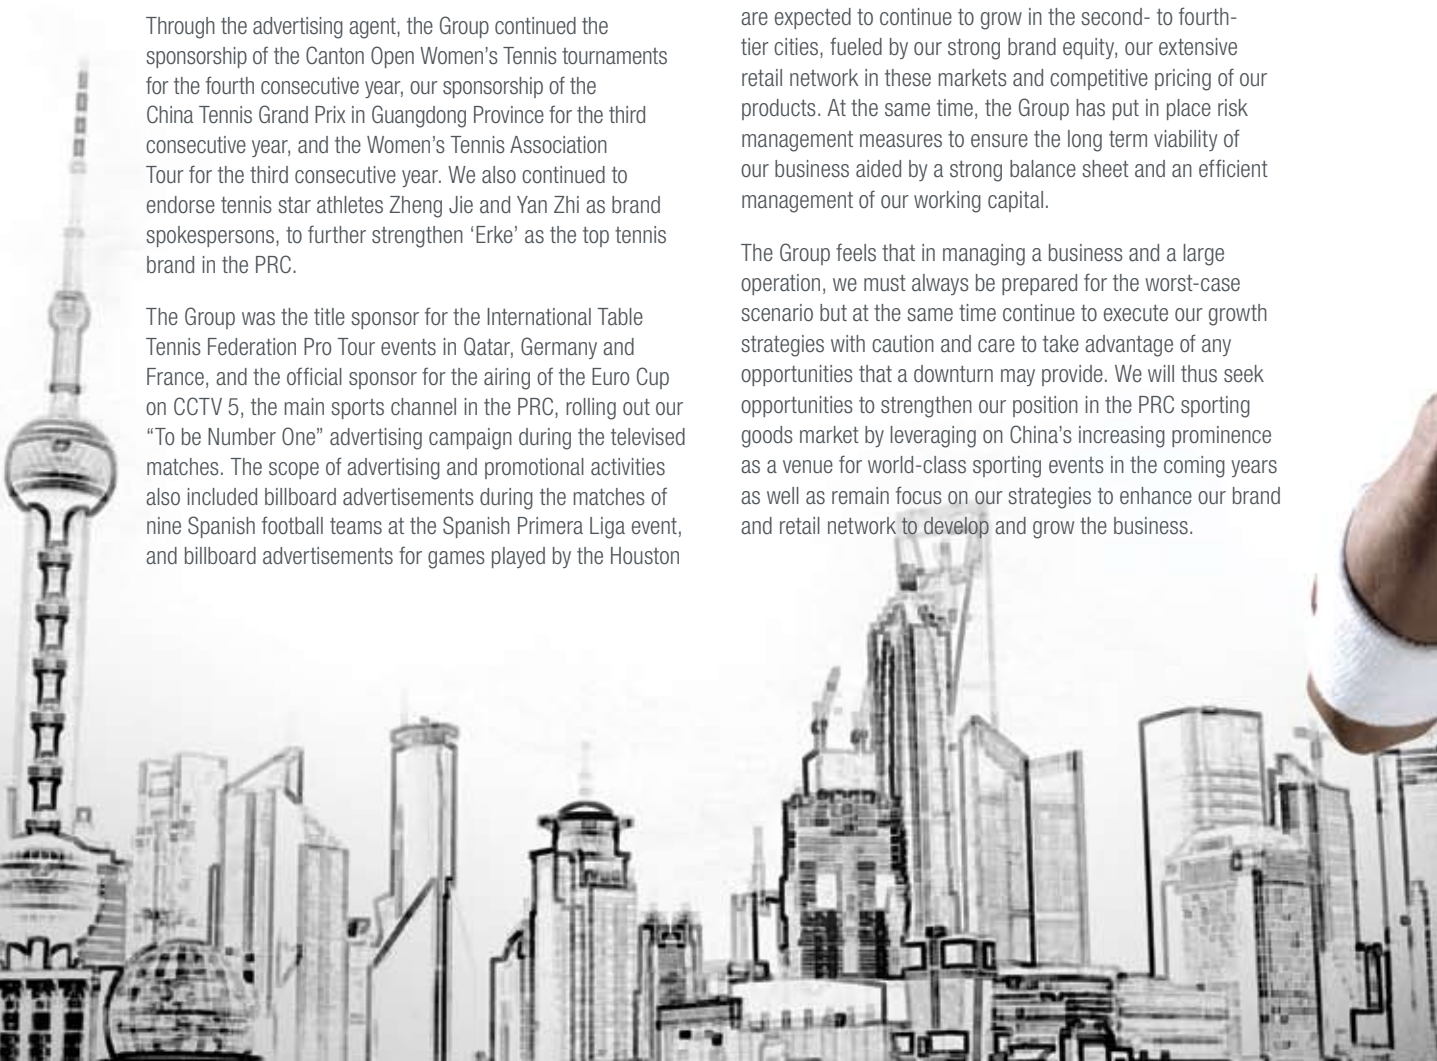 Through the advertising agent, the Group continued the
sponsorship of the Canton Open Women’s Tennis tournaments
for the fourth consecutive year, our sponsorship of the
China Tennis Grand Prix in Guangdong Province for the third
consecutive year, and the Women’s Tennis Association
Tour for the third consecutive year. We also continued to
endorse tennis star athletes Zheng Jie and Yan Zhi as brand
spokespersons, to further strengthen ‘Erke’ as the top tennis
brand in the PRC.
The Group was the title sponsor for the International Table
Tennis Federation Pro Tour events in Qatar, Germany and
France, and the official sponsor for the airing of the Euro Cup
on CCTV 5, the main sports channel in the PRC, rolling out our
“To be Number One” advertising campaign during the televised
matches. The scope of advertising and promotional activities
also included billboard advertisements during the matches of
nine Spanish football teams at the Spanish Primera Liga event,
and billboard advertisements for games played by the Houston
are expected to continue to grow in the second- to fourth-
tier cities, fueled by our strong brand equity, our extensive
retail network in these markets and competitive pricing of our
products. At the same time, the Group has put in place risk
management measures to ensure the long term viability of
our business aided by a strong balance sheet and an efficient
management of our working capital.
The Group feels that in managing a business and a large
operation, we must always be prepared for the worst-case
scenario but at the same time continue to execute our growth
strategies with caution and care to take advantage of any
opportunities that a downturn may provide. We will thus seek
opportunities to strengthen our position in the PRC sporting
goods market by leveraging on China’s increasing prominence
as a venue for world-class sporting events in the coming years
as well as remain focus on our strategies to enhance our brand
and retail network to develop and grow the business.